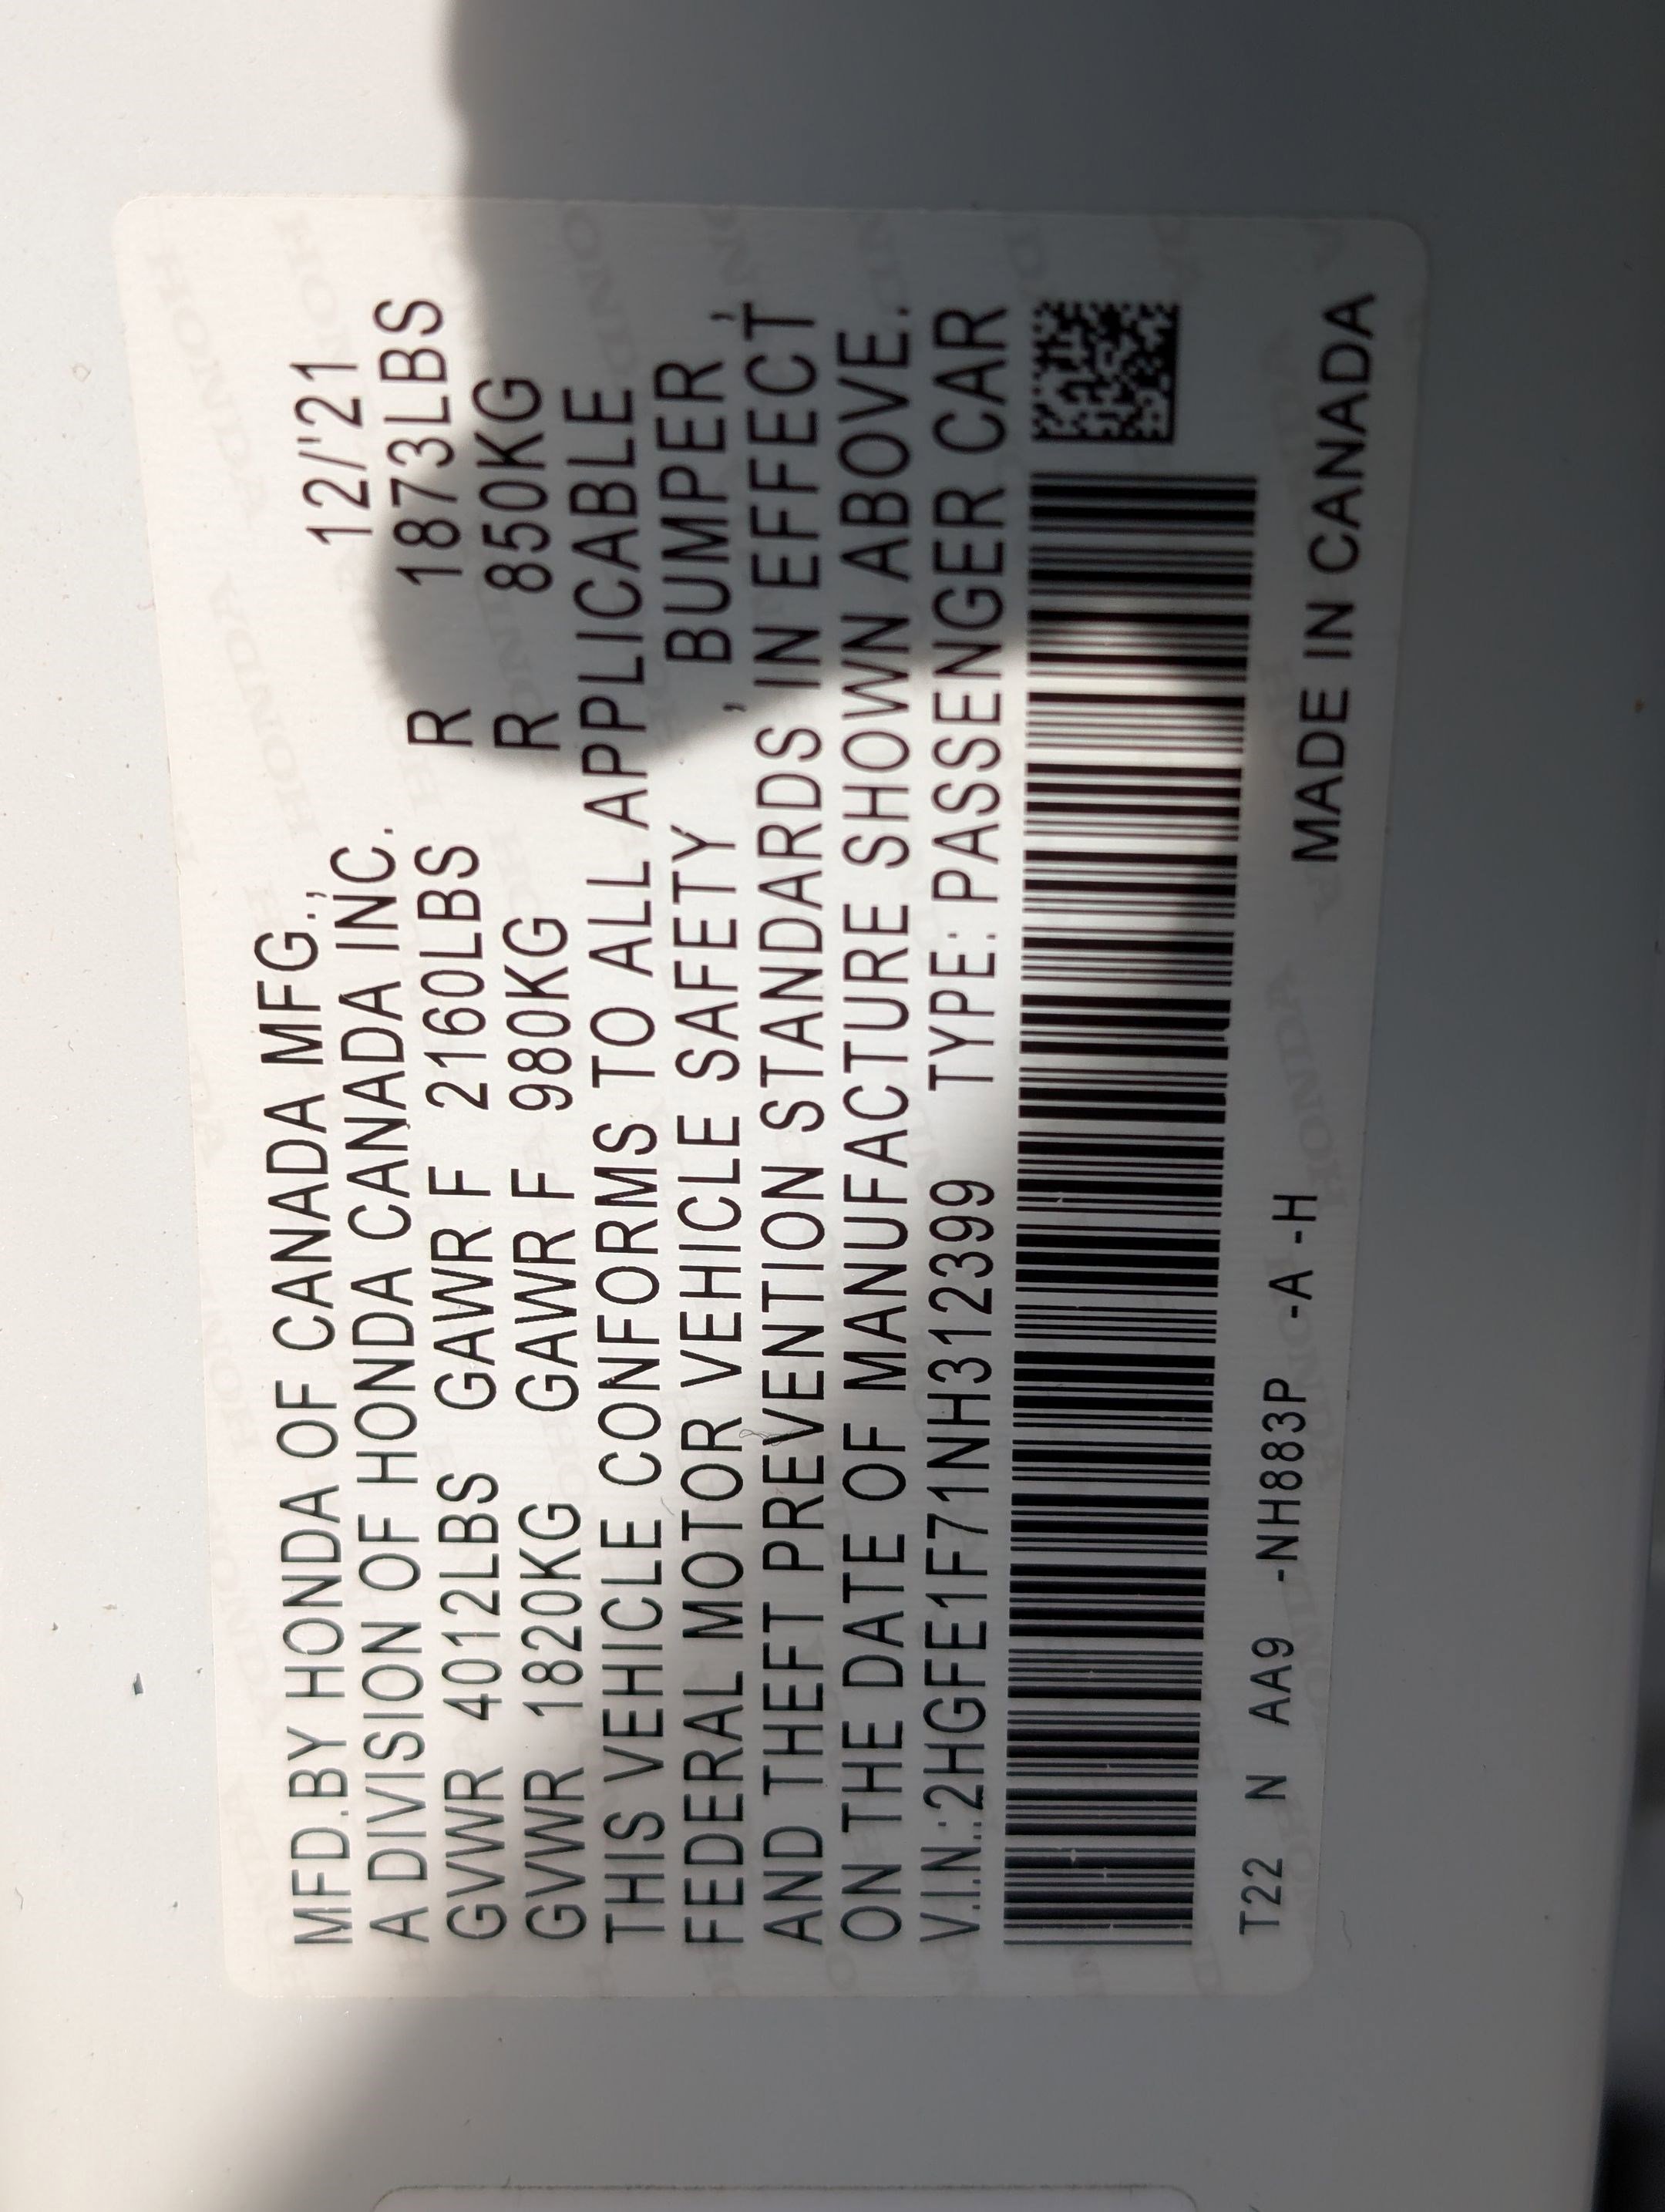 MFD.BY HONDA OF CANADA MFG., 12/'21
A DIVISION OF HONDA CANADA INC.
GVWR 4012LBS GAWR F 2160LBS R 1873LBS
GVWR 1820KG GAWR F 980KG R 850KG
THIS VEHICLE CONFORMS TO ALL APPLICABLE
FEDERAL MOTOR VEHICLE SAFETY , BUMPER ,
AND THEFT PREVENTION STANDARDS IN EFFECT
ON THE DATE OF MANUFACTURE SHOWN ABOVE.
V.I.N.:2HGFE1F71NH312399 TYPE:PASSENGER CAR
T22 N AA9 -NH883P -A -H MADE IN CANADA